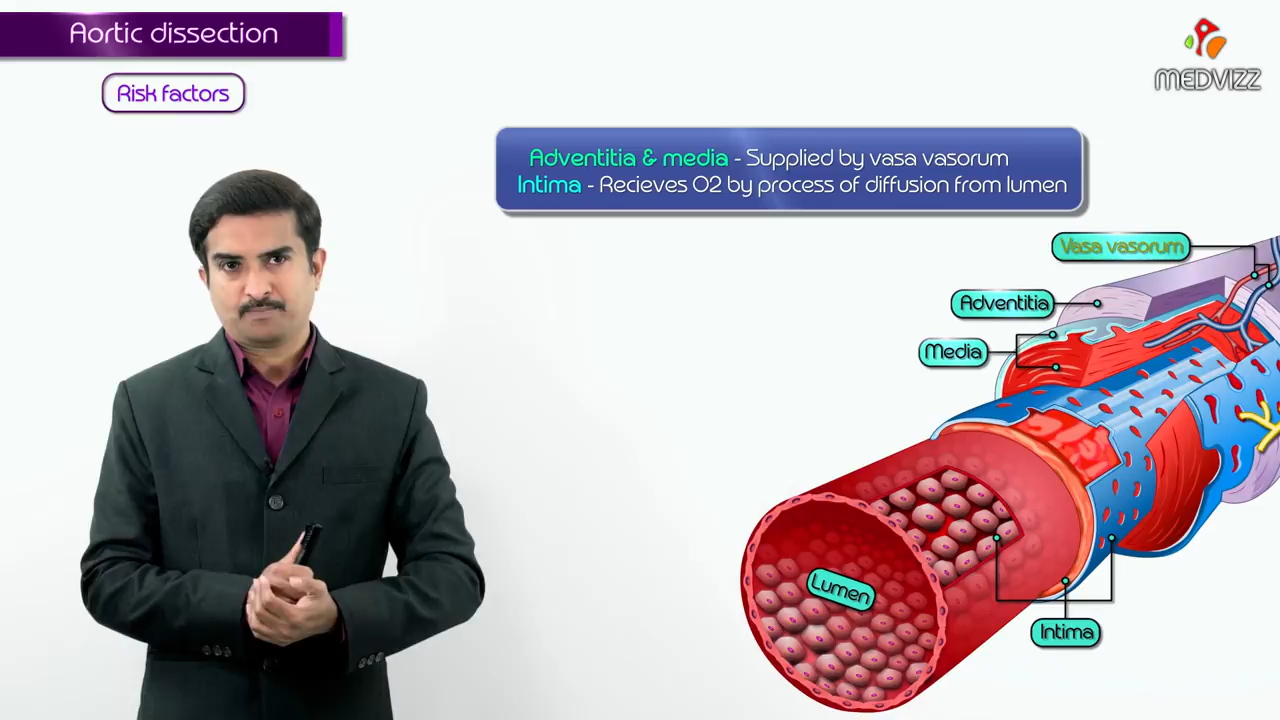 Aortic dissection
Risk factors
MEDVIZZ
Adventitia & media - Supplied by vasa vasorum
Intima - Recieves O2 by process of diffusion from lumen
Vasa vasorum
Adventitia
Media
Lumen
Intima